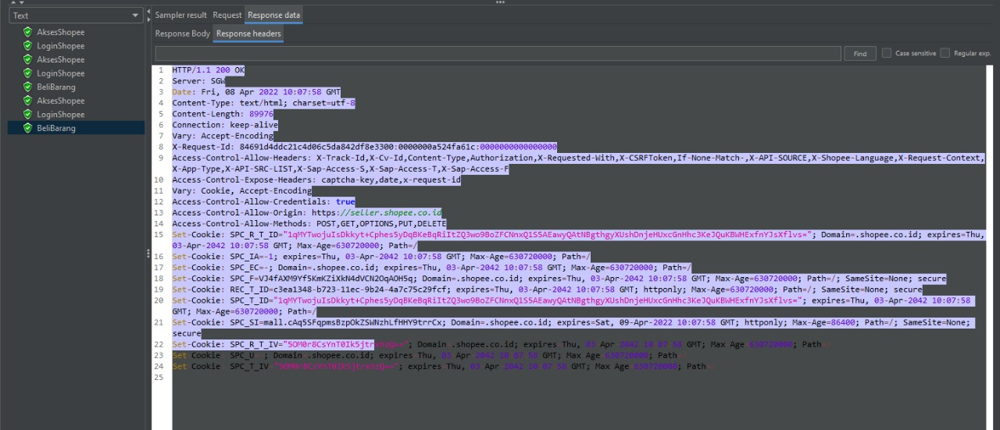 Text
AksesShopee
LoginShopee
AksesShopee
LoginShopee
BeliBarang
AksesShopee
LoginShopee
BeliBarang
Sampler result Request Response data
Response Body Response headers
Find Case sensitive Regular exp.
1 HTTP/1.1 200 OK
2 Server: SGW
3 Date: Fri, 08 Apr 2022 10:07:58 GMT
4 Content-Type: text/html; charset=utf-8
5 Content-Length: 89976
6 Connection: keep-alive
7 Vary: Accept-Encoding
8 X-Request-Id: 84691d4ddc21c4d06c5da842df8e3300:0000000a524fa61c:0000000000000000
9 Access-Control-Allow-Headers: X-Track-Id,X-Cv-Id,Content-Type,Authorization,X-Requested-With,X-CSRFToken,If-None-Match-,X-API-SOURCE,X-Shopee-Language,X-Request-Context,
X-App-Type,X-API-SRC-LIST,X-Sap-Access-S,X-Sap-Access-T,X-Sap-Access-F
10 Access-Control-Expose-Headers: captcha-key,date,x-request-id
11 Vary: Cookie, Accept-Encoding
12 Access-Control-Allow-Credentials: true
13 Access-Control-Allow-Origin: https://seller.shopee.co.id
14 Access-Control-Allow-Methods: POST,GET,OPTIONS,PUT,DELETE
15 Set-Cookie: SPC_R_T_ID="1qMYTwojuIsDkkyt+Cphes5yDqBKeBqRiItZQ3wo9BoZFCNnxQ1S5AEawyQAtNBgthgyXUshDnjeHUxcGnHhc3KeJQuKBWHExfnYJsXflvs="; Domain=.shopee.co.id; expires=Thu,
03-Apr-2042 10:07:58 GMT; Max-Age=630720000; Path=/
16 Set-Cookie: SPC_IA=-1; expires=Thu, 03-Apr-2042 10:07:58 GMT; Max-Age=630720000; Path=/
17 Set-Cookie: SPC_EC=-; Domain=.shopee.co.id; expires=Thu, 03-Apr-2042 10:07:58 GMT; Max-Age=630720000; Path=/
18 Set-Cookie: SPC_F=VJ4fAXM9Yf5KmKZiXkN4dVCN2OqAOH5q; Domain=.shopee.co.id; expires=Thu, 03-Apr-2042 10:07:58 GMT; Max-Age=630720000; Path=/; SameSite=None; secure
19 Set-Cookie: REC_T_ID=c3ea1348-b723-11ec-9b24-4a7c75c29fcf; expires=Thu, 03-Apr-2042 10:07:58 GMT; httponly; Max-Age=630720000; Path=/; SameSite=None; secure
20 Set-Cookie: SPC_T_ID="1qMYTwojuIsDkkyt+Cphes5yDqBKeBqRiItZQ3wo9BoZFCNnxQ1S5AEawyQAtNBgthgyXUshDnjeHUxcGnHhc3KeJQuKBWHExfnYJsXflvs="; expires=Thu, 03-Apr-2042 10:07:58
GMT; Max-Age=630720000; Path=/
21 Set-Cookie: SPC_SI=mall.cAq5SFqpmsBzpOkZSWNzhLfHHY9trrCx; Domain=.shopee.co.id; expires=Sat, 09-Apr-2022 10:07:58 GMT; httponly; Max-Age=86400; Path=/; SameSite=None;
secure
22 Set-Cookie: Domain=.shopee.co.id; expires=Thu, 03-Apr-2042 10:07:58 GMT; Max-Age=630720000; Path=/
23 Set-Cookie: SPC_U=-; Domain=.shopee.co.id; expires=Thu, 03-Apr-2042 10:07:58 GMT; Max-Age=630720000; Path=/
24 Set-Cookie: expires=Thu, 03-Apr-2042 10:07:58 GMT; Max-Age=630720000; Path=/
25